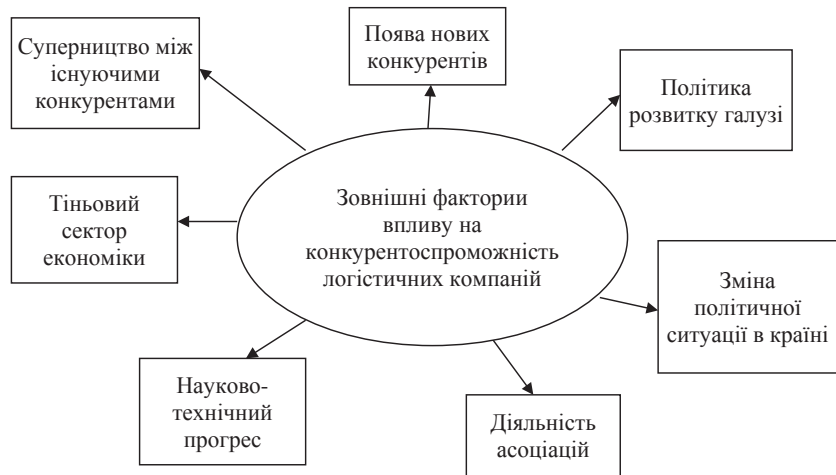 Суперництво між
існуючими
конкурентами
Поява нових
конкурентів
Політика
розвитку галузі
Тіньовий
сектор
економіки
Зовнішні фактории
впливу на
конкурентоспроможність
логістичних компаній
Зміна
політичної
ситуації в країні
Науково-
технічний
прогрес
Діяльність
асоціацій